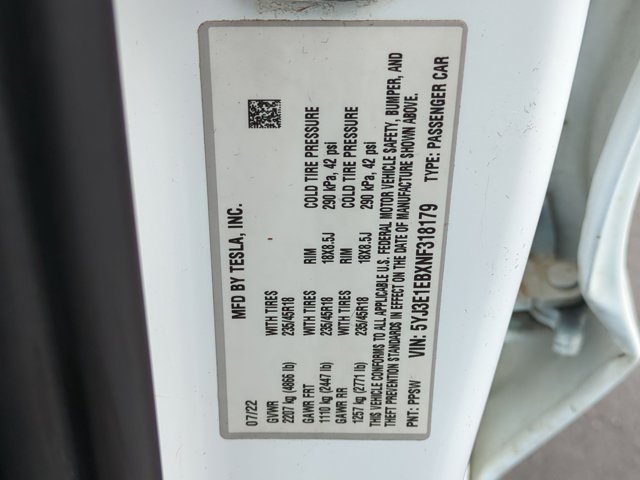 MFD BY TESLA, INC.
07/22
GVWR WITH TIRES RIM COLD TIRE PRESSURE
2207 kg (4866 lb) 235/45R18 18X8.5J 290 kPa, 42 psi
GAWR FRT WITH TIRES RIM COLD TIRE PRESSURE
1110 kg (2447 lb) 235/45R18 18X8.5J 290 kPa, 42 psi
GAWR RR
1257 kg (2771 lb)
THIS VEHICLE CONFORMS TO ALL APPLICABLE U.S. FEDERAL MOTOR VEHICLE SAFETY, BUMPER, AND
THEFT PREVENTION STANDARDS IN EFFECT ON THE DATE OF MANUFACTURE SHOWN ABOVE.
PNT: PPSW VIN: 5YJ3E1EBXNF318179 TYPE: PASSENGER CAR